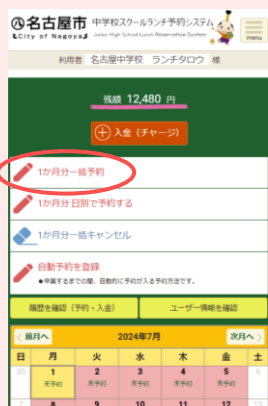 名古屋市 中学校スクールランチ予約システム
City of Nagoya Junior High School Lunch Reservation System
menu
利用者 名古屋中学校 ランチタロウ 様
残額 12,480 円
入金（チャージ）
1か月分一括予約
1か月分 日別で予約する
1か月分一括キャンセル
自動予約を登録
●卒業するまでの間、自動的に予約が入る予約方法です。
履歴を確認（予約・入金） ユーザー情報を確認
前月へ 2024年7月 次月へ
日 月 火 水 木 金 土
30 1 2 3 4 5 6
未予約 未予約 未予約 未予約 未予約
7 8 9 10 11 12 13